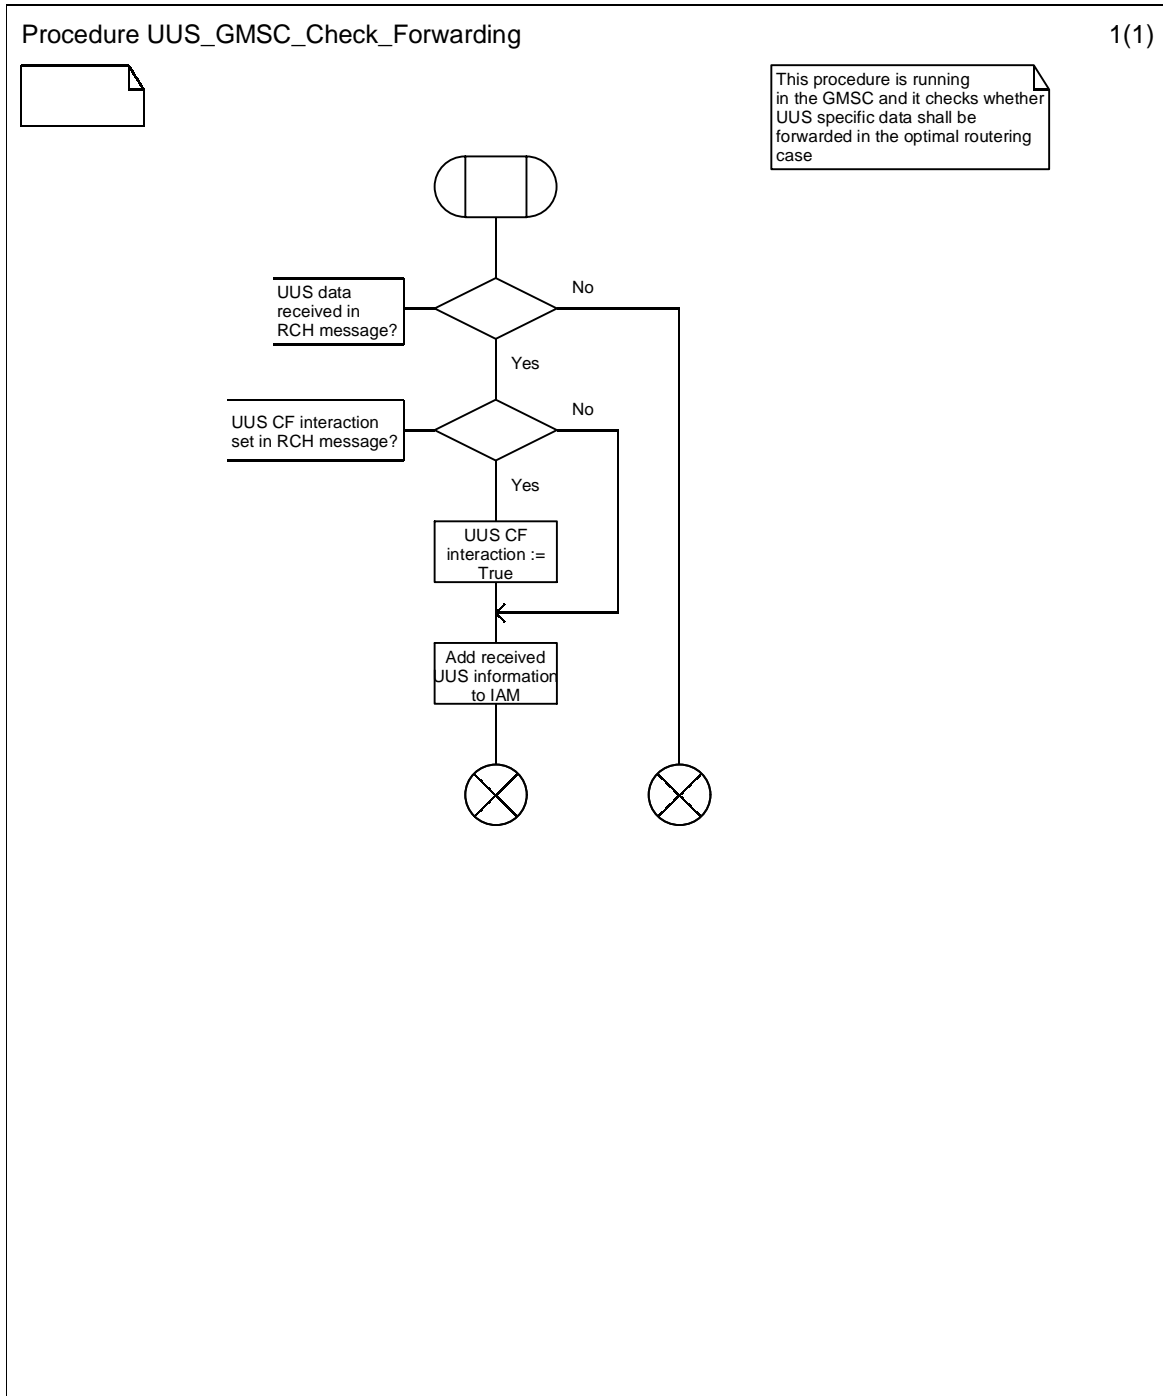 Procedure UUS_GMSC_Check_Forwarding
1(1)
This procedure is running
in the GMSC and it checks whether
UUS specific data shall be
forwarded in the optimal routering
case
UUS data
received in
RCH message?
No
Yes
UUS CF interaction
set in RCH message?
No
Yes
UUS CF
interaction :=
True
Add received
UUS information
to IAM